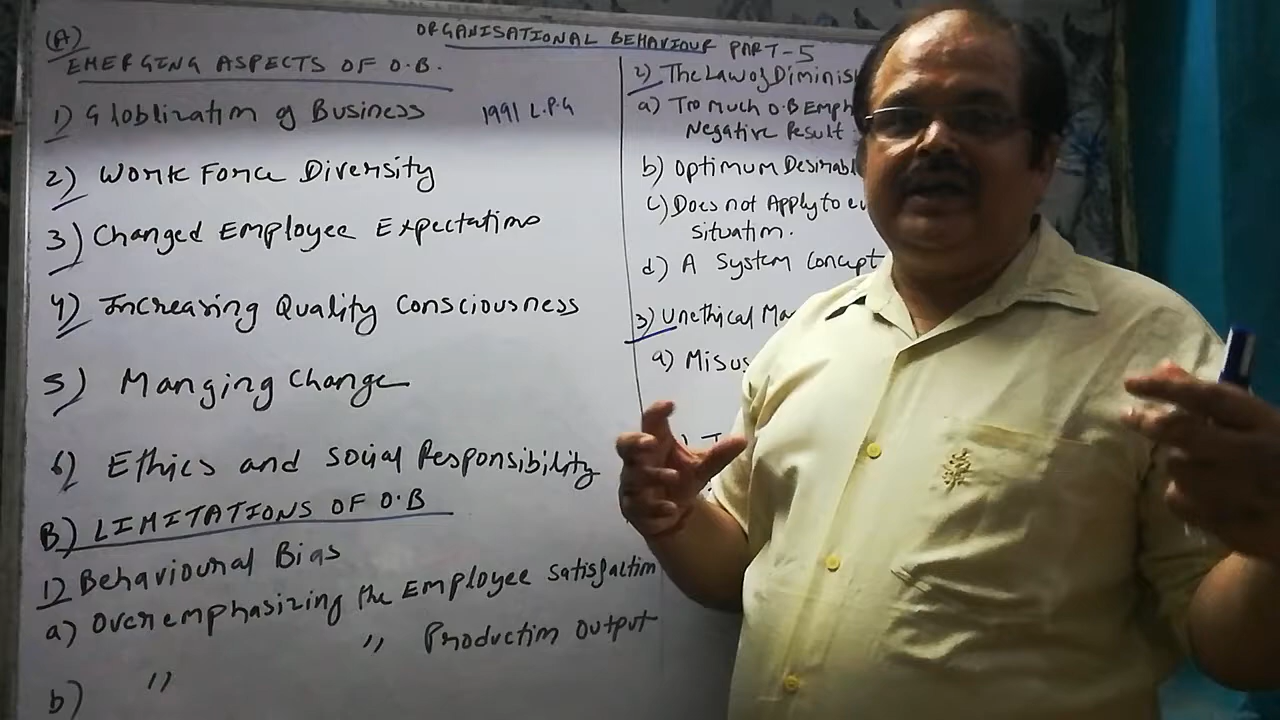 ORGANISATIONAL BEHAVIOUR PART-5
(A)
EMERGING ASPECTS OF O.B.
1) Globlization of Business 1991 L.P.G
2) Work Force Diversity
3) Changed Employee Expectations
4) Increasing Quality Consciousness
5) Manging Change
6) Ethics and Social Responsibility
B) LIMITATIONS OF O.B
1) Behavioural Bias
a) Overemphasizing the Employee Satisfaction
" Production Output
b) "
2) The Law of Diminis
a) Too Much O.B Emph
Negative Result
b) Optimum Desirabl
c) Does not Apply to ev
situation.
d) A System Concept
3) Unethical Ma
a) Misus